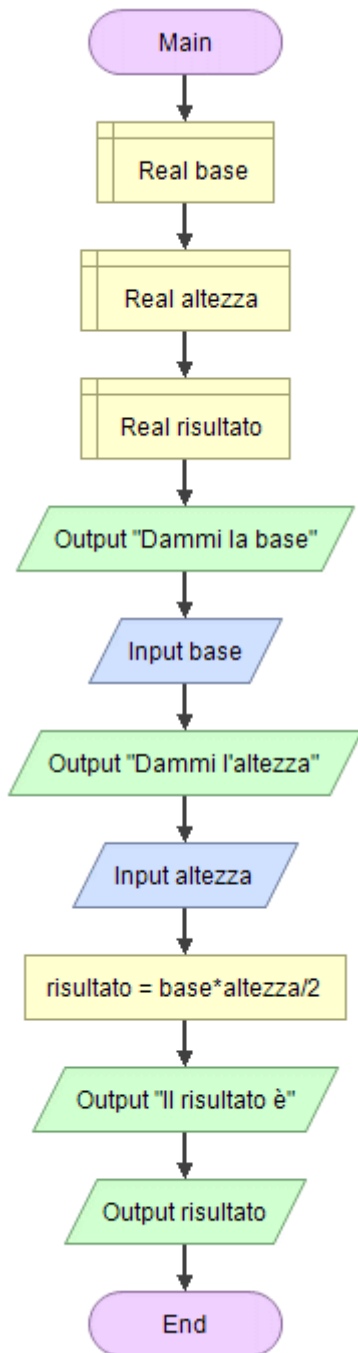 Main
Real base
Real altezza
Real risultato
Output "Dammi la base"
Input base
Output "Dammi l'altezza"
Input altezza
risultato = base*altezza/2
Output "Il risultato è"
Output risultato
End